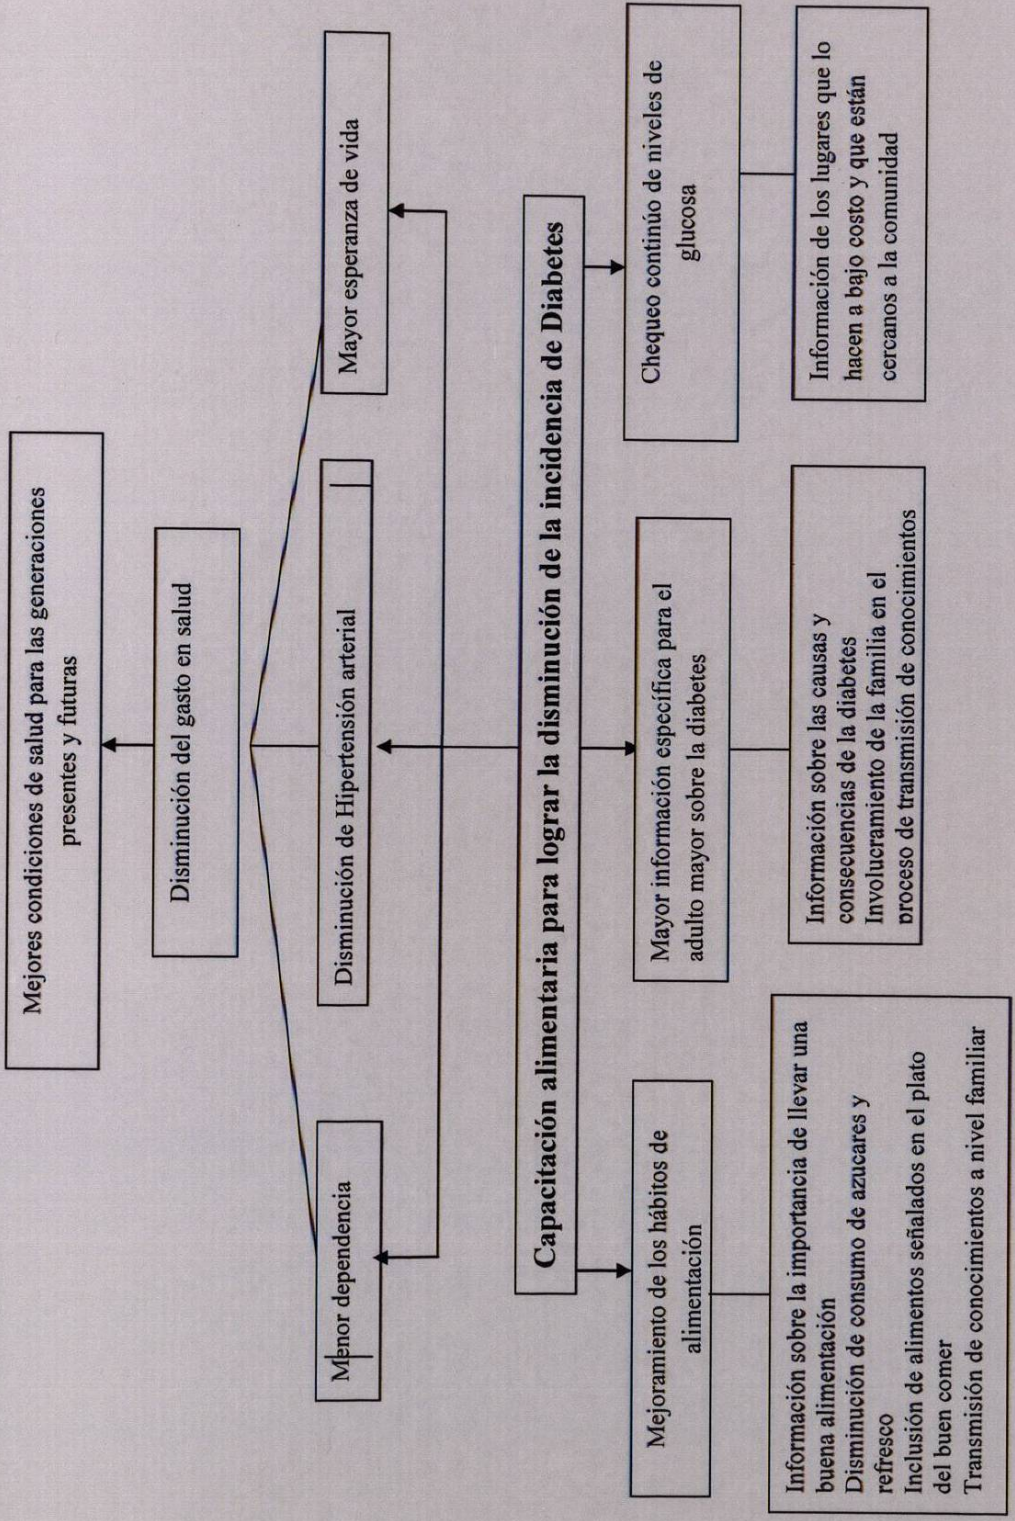 Mejores condiciones de salud para las generaciones
presentes y futuras
Disminución del gasto en salud
Menor dependencia
Disminución de Hipertensión arterial
Mayor esperanza de vida
Capacitación alimentaria para lograr la disminución de la incidencia de Diabetes
Mejoramiento de los hábitos de
alimentación
Mayor información específica para el
adulto mayor sobre la diabetes
Chequeo continúo de niveles de
glucosa
Información sobre la importancia de llevar una
buena alimentación
Disminución de consumo de azucares y
refresco
Inclusión de alimentos señalados en el plato
del buen comer
Transmisión de conocimientos a nivel familiar
Información sobre las causas y
consecuencias de la diabetes
Involucramiento de la familia en el
proceso de transmisión de conocimientos
Información de los lugares que lo
hacen a bajo costo y que están
cercanos a la comunidad